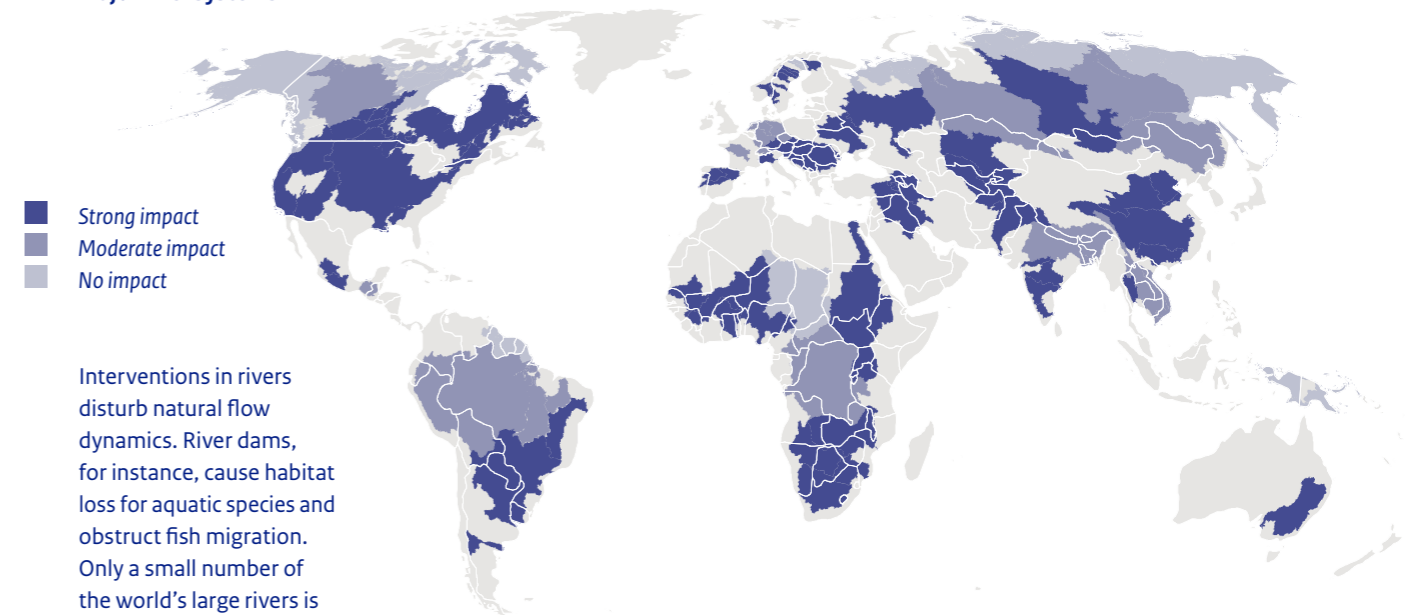 Strong impact
Moderate impact
No impact
Interventions in rivers
disturb natural flow
dynamics. River dams,
for instance, cause habitat
loss for aquatic species and
obstruct fish migration.
Only a small number of
the world's large rivers is